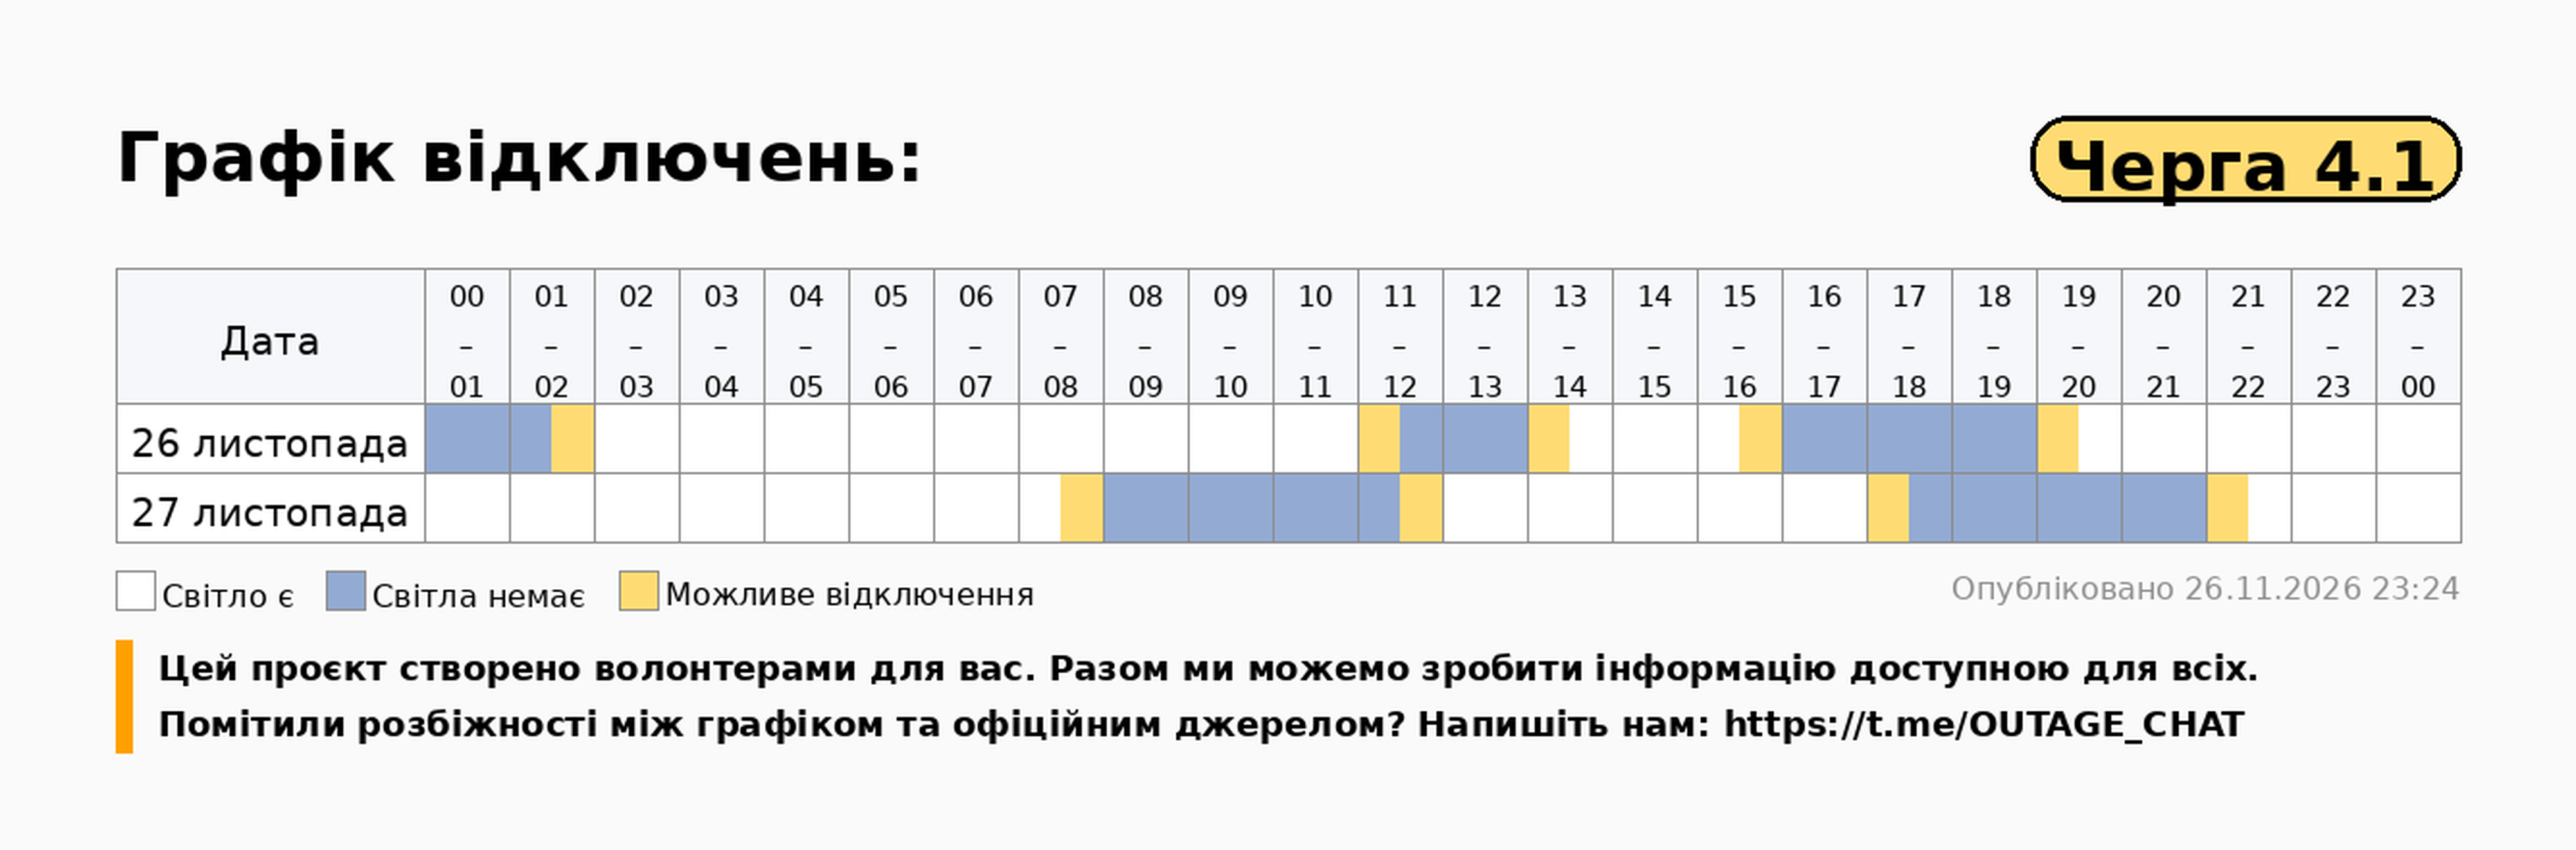 Графік відключень:
Черга 4.1
Дата
00 – 01
01 – 02
02 – 03
03 – 04
04 – 05
05 – 06
06 – 07
07 – 08
08 – 09
09 – 10
10 – 11
11 – 12
12 – 13
13 – 14
14 – 15
15 – 16
16 – 17
17 – 18
18 – 19
19 – 20
20 – 21
21 – 22
22 – 23
23 – 00
26 листопада
27 листопада
Світло є
Світла немає
Можливе відключення
Опубліковано 26.11.2026 23:24
Цей проєкт створено волонтерами для вас. Разом ми можемо зробити інформацію доступною для всіх.
Помітили розбіжності між графіком та офіційним джерелом? Напишіть нам: https://t.me/OUTAGE_CHAT